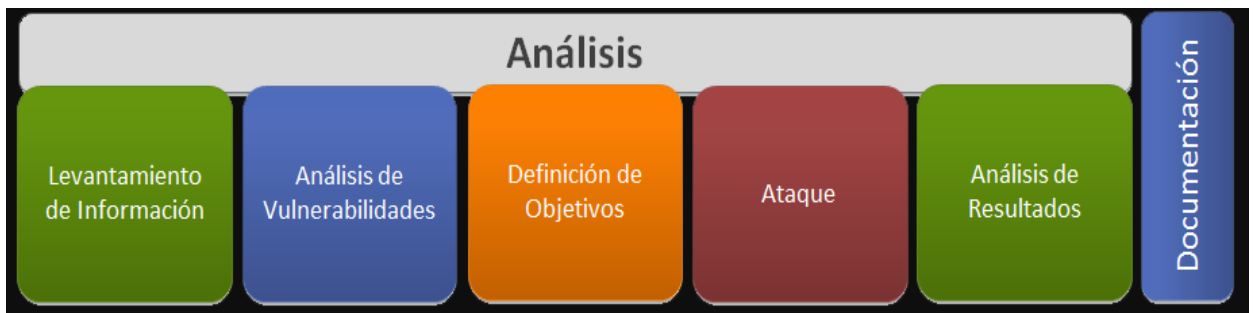 Análisis
Levantamiento
de Información
Análisis de
Vulnerabilidades
Definición de
Objetivos
Ataque
Análisis de
Resultados
Documentación